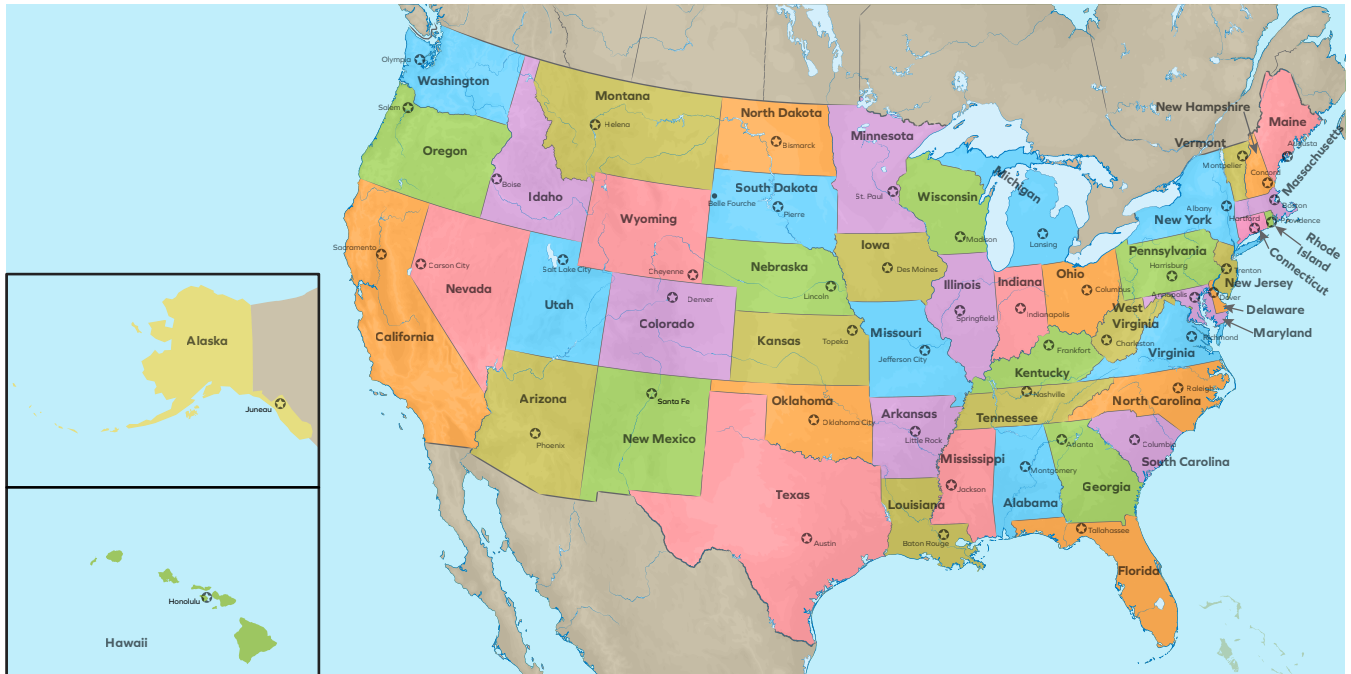 Olympia
Washington
Salem
Oregon
Montana
Helena
Boise
Idaho
North Dakota
Bismarck
South Dakota
Belle Fourche
Pierre
Minnesota
St. Paul
Wisconsin
Madison
Michigan
Lansing
New Hampshire
Vermont
Montpelier
Concord
Maine
Augusta
Massachusetts
Boston
Albany
New York
Hartford
Providence
Rhode
Island
Connecticut
Sacramento
California
Carson City
Nevada
Salt Lake City
Utah
Wyoming
Cheyenne
Denver
Colorado
Nebraska
Lincoln
Kansas
Topeka
Iowa
Des Moines
Missouri
Jefferson City
Illinois
Springfield
Indiana
Indianapolis
Ohio
Columbus
Pennsylvania
Harrisburg
Trenton
New Jersey
Annapolis
Dover
Delaware
Maryland
West
Virginia
Charleston
Richmond
Virginia
Frankfort
Kentucky
Nashville
Tennessee
Raleigh
North Carolina
Columbia
South Carolina
Arizona
Phoenix
Santa Fe
New Mexico
Oklahoma
Oklahoma City
Texas
Austin
Arkansas
Little Rock
Louisiana
Baton Rouge
Mississippi
Jackson
Montgomery
Alabama
Atlanta
Georgia
Tallahassee
Florida
Alaska
Juneau
Honolulu
Hawaii